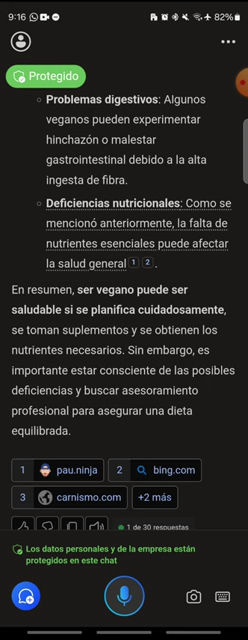 9:16
82%
Protegido
Problemas digestivos: Algunos
veganos pueden experimentar
hinchazón o malestar
gastrointestinal debido a la alta
ingesta de fibra.
Deficiencias nutricionales: Como se
mencionó anteriormente, la falta de
nutrientes esenciales puede afectar
la salud general 1 2.
En resumen, ser vegano puede ser
saludable si se planifica cuidadosamente,
se toman suplementos y se obtienen los
nutrientes necesarios. Sin embargo, es
importante estar consciente de las posibles
deficiencias y buscar asesoramiento
profesional para asegurar una dieta
equilibrada.
1 pau.ninja 2 bing.com
3 carnismo.com +2 más
1 de 30 respuestas
Los datos personales y de la empresa están
protegidos en este chat